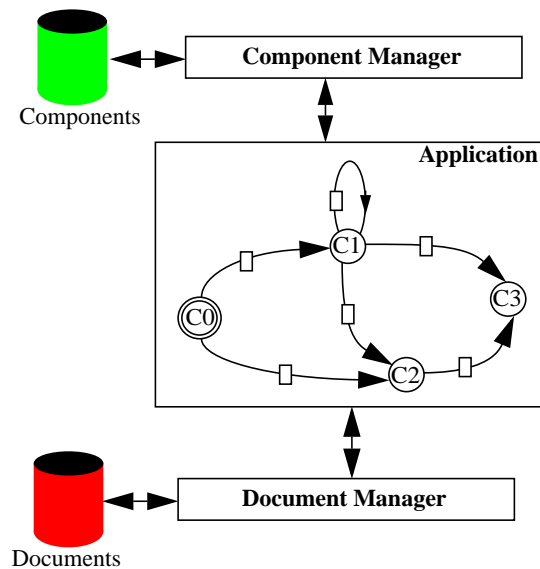 Component Manager
Components
Application
C1
C3
C0
C2
Document Manager
Documents